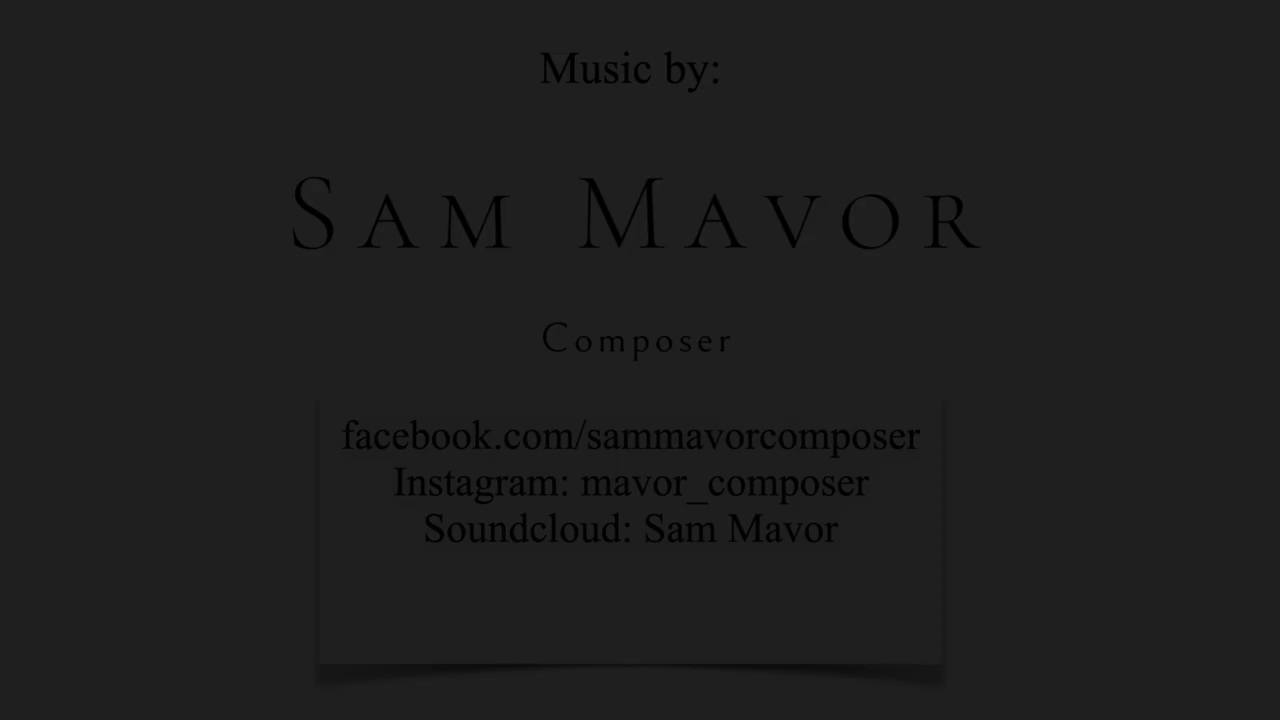 Music by:
SAM MAVOR
Composer
facebook.com/sammavorcomposer
Instagram: mavor_composer
Soundcloud: Sam Mavor